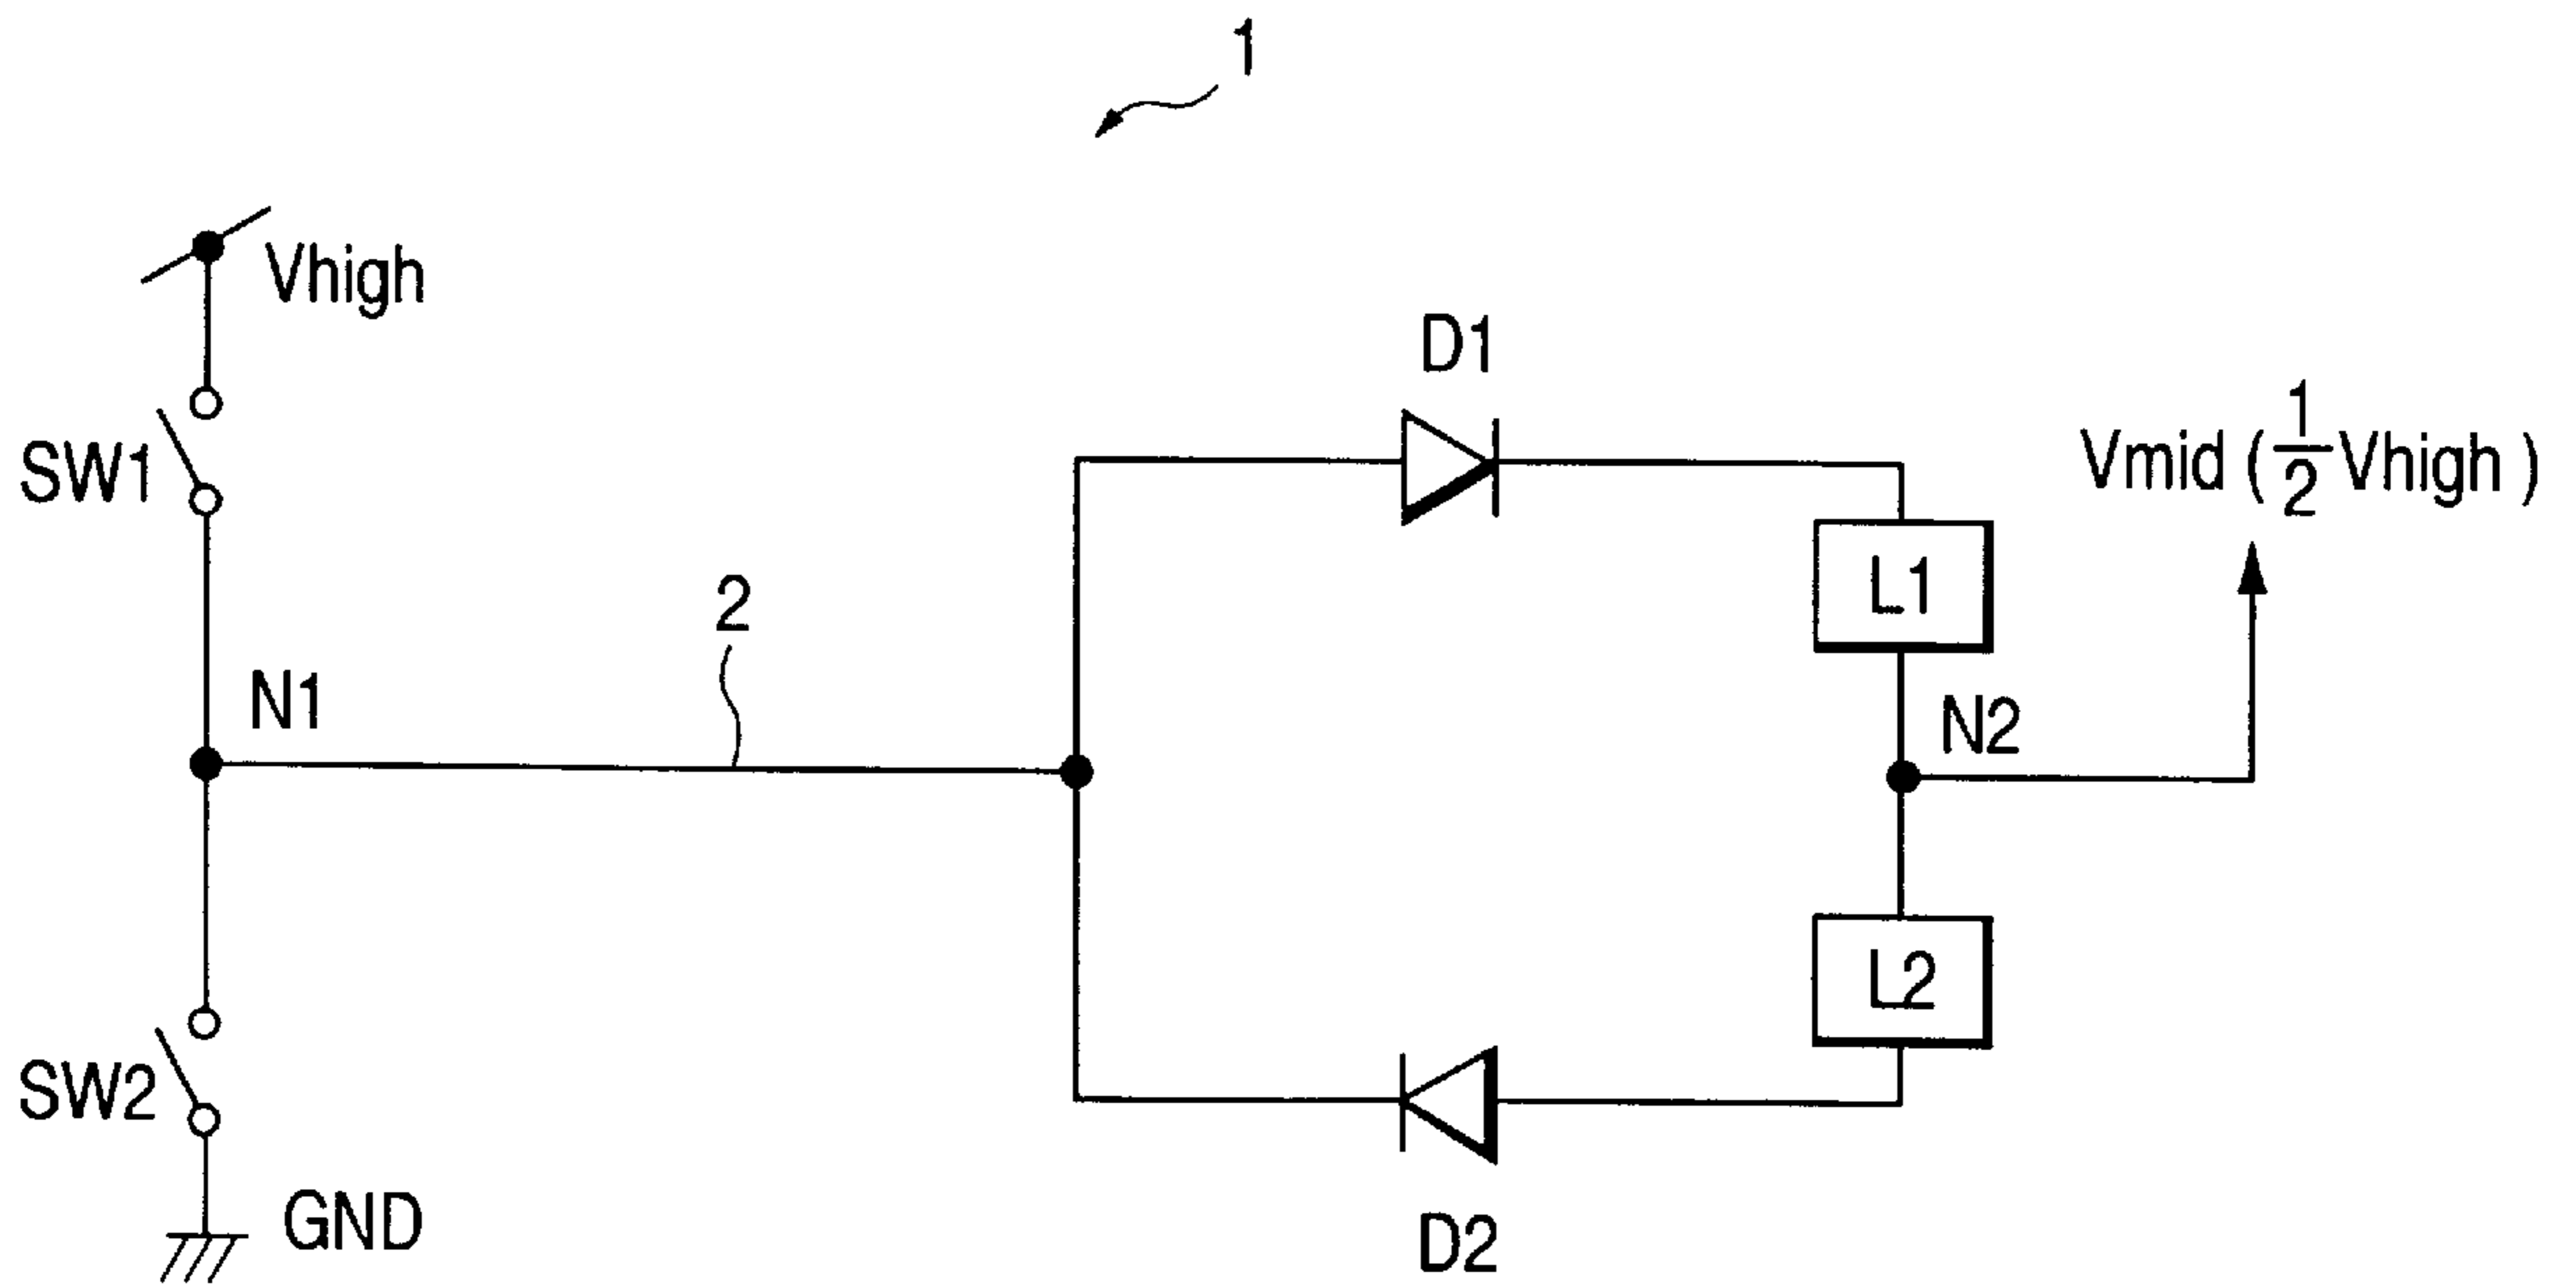 1
Vhigh
D1
SW1
Vmid ( 1/2 Vhigh )
L1
2
N1
N2
L2
SW2
GND
D2